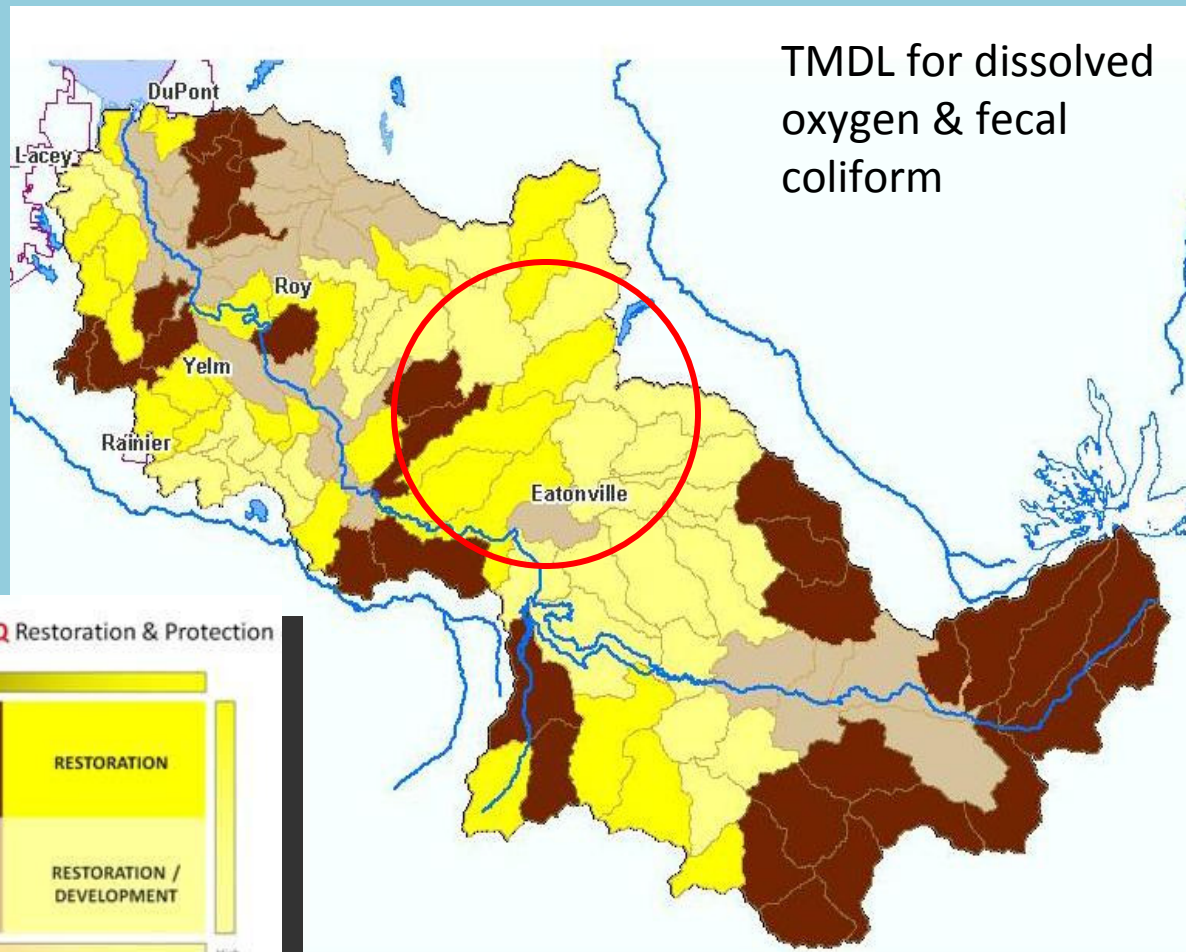 TMDL for dissolved
oxygen & fecal
coliform
DuPont
Lacey
Roy
Yelm
Rainier
Eatonville
Q Restoration & Protection
RESTORATION
RESTORATION /
DEVELOPMENT